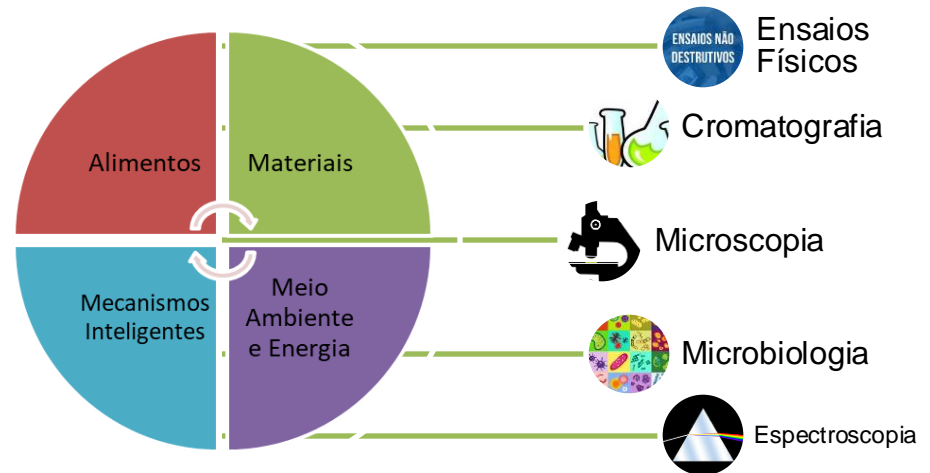 Alimentos
Materiais
Mecanismos
Inteligentes
Meio
Ambiente
e Energia
ENSAIOS NÃO
DESTRUTIVOS
Ensaios
Físicos
Cromatografia
Microscopia
Microbiologia
Espectroscopia